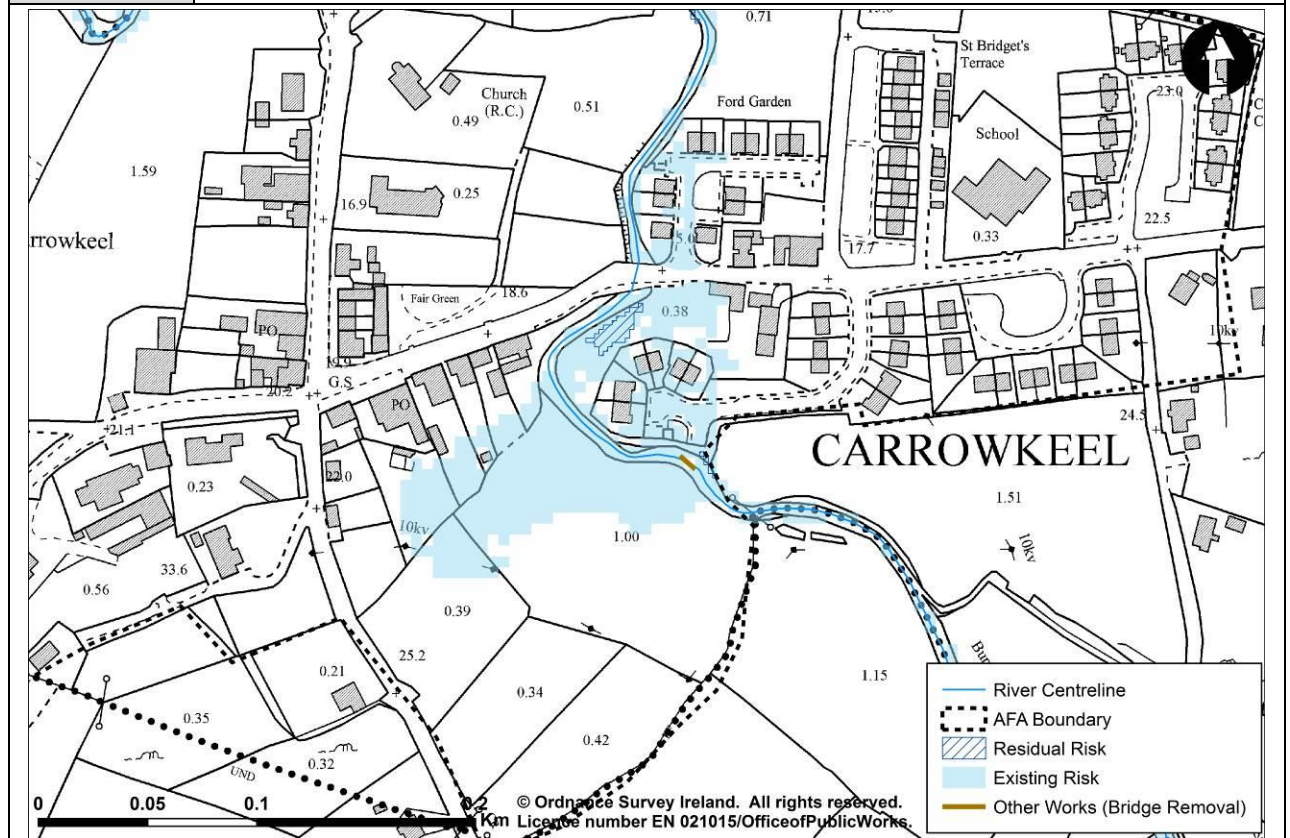 0.71
St Bridget's
Terrace
Church
(R.C.)
0.49
0.51
Ford Garden
School
23.0
1.59
0.25
16.9
22.5
0.33
17.7
rrowkeel
5.0
18.6
Fair Green
0.38
PO
19.9
G.S
20.2
10kv
PO
21.1
24.5
CARROWKEEL
0.23
22.0
1.51
10kv
10kv
1.00
33.6
0.56
0.39
0.21
25.2
1.15
0.34
0.35
0.42
0.32
UND
River Centreline
AFA Boundary
Residual Risk
Existing Risk
Other Works (Bridge Removal)
0 0.05 0.1 0.2
Km
© Ordnance Survey Ireland. All rights reserved.
Licence number EN 021015/OfficeofPublicWorks.